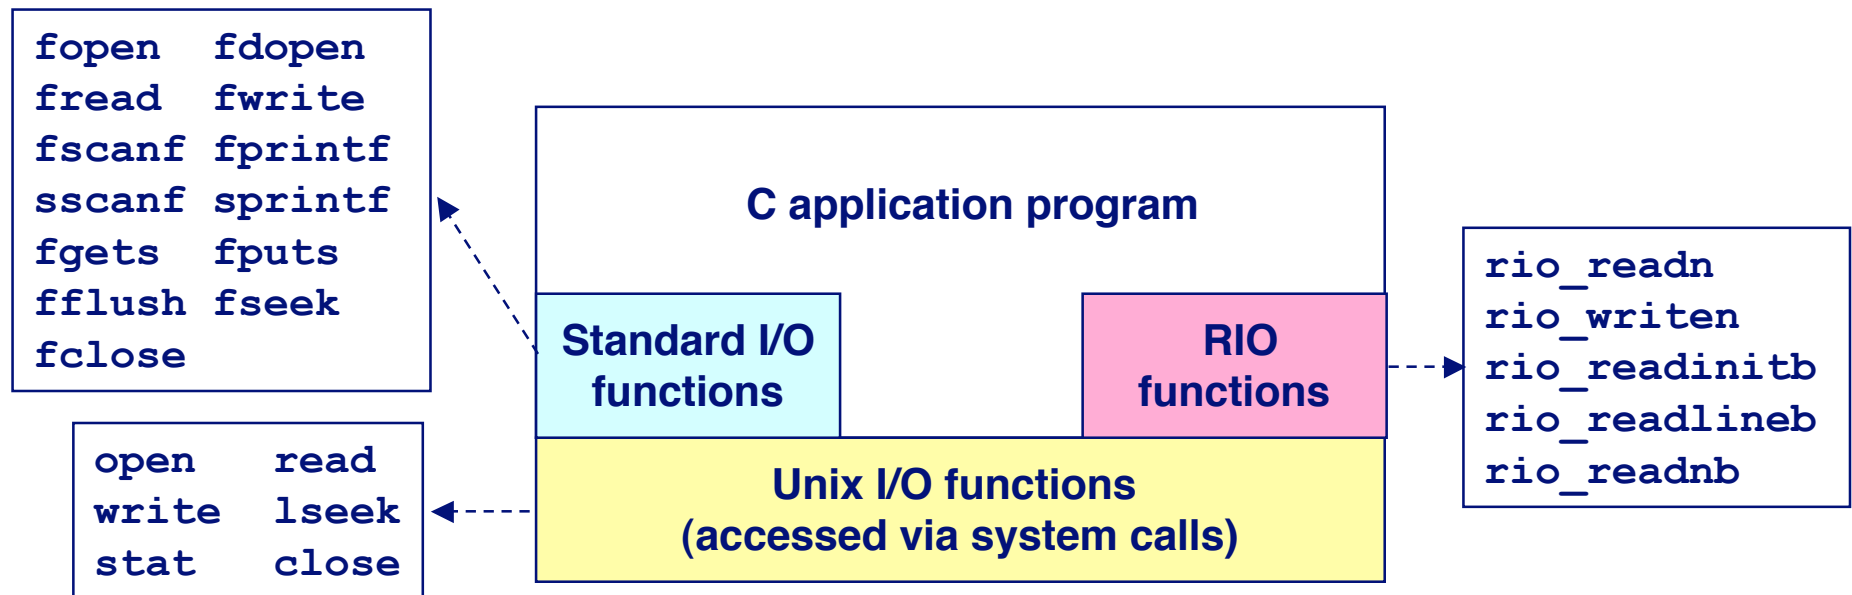 fopen fdopen
fread fwrite
fscanf fprintf
sscanf sprintf
fgets fputs
fflush fseek
fclose
C application program
Standard I/O
functions
RIO
functions
rio_readn
rio_writen
rio_readinitb
rio_readlineb
rio_readnb
open read
write lseek
stat close
Unix I/O functions
(accessed via system calls)